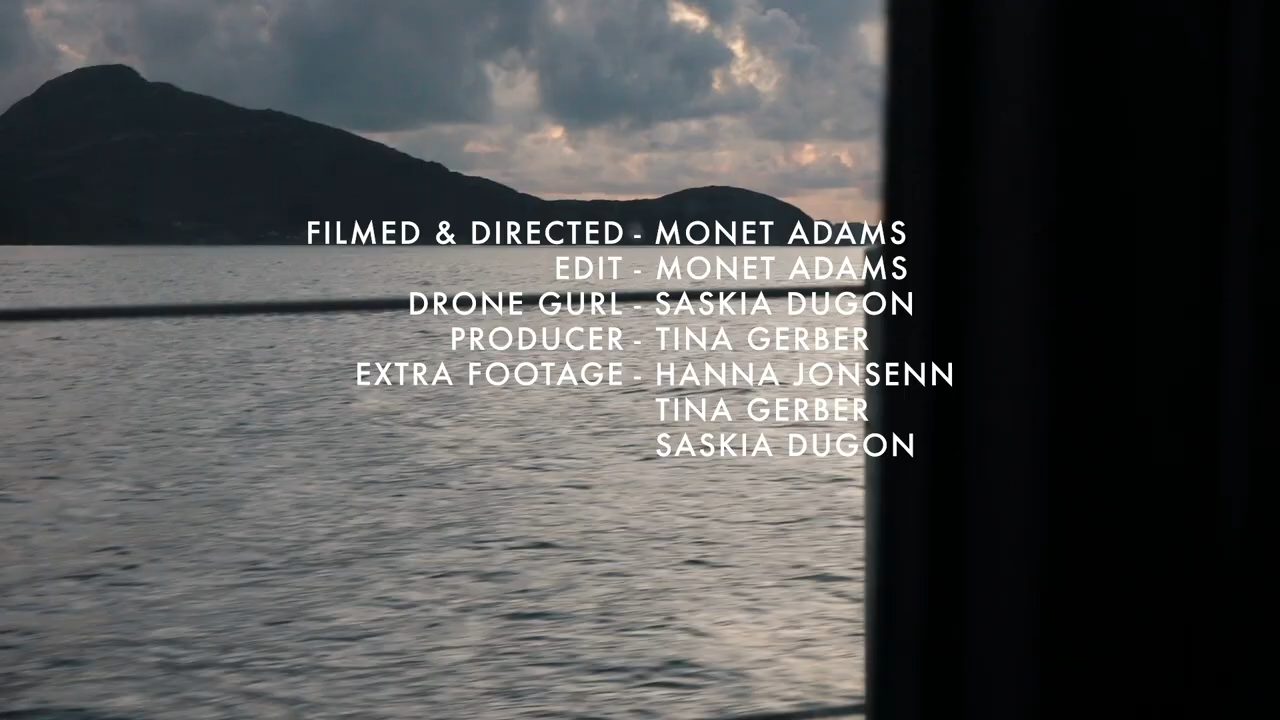 FILMED & DIRECTED - MONET ADAMS
EDIT - MONET ADAMS
DRONE GURL - SASKIA DUGON
PRODUCER - TINA GERBER
EXTRA FOOTAGE - HANNA JONSENN
TINA GERBER
SASKIA DUGON